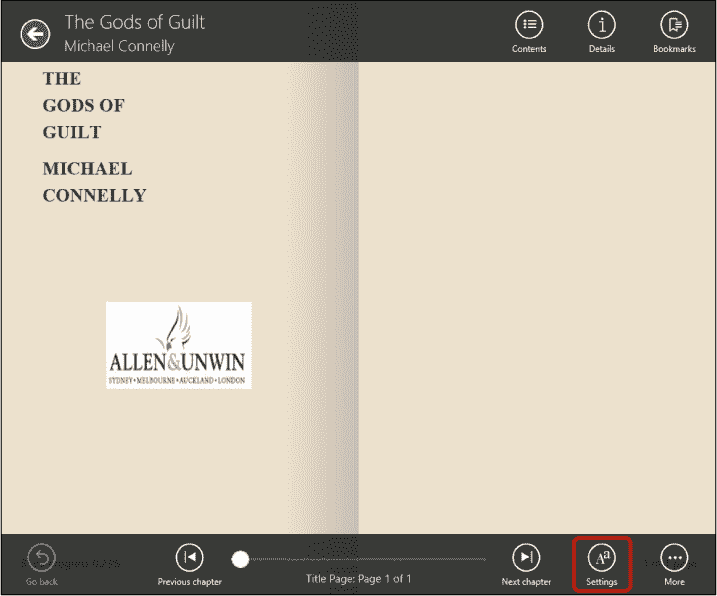 The Gods of Guilt
Michael Connelly
Contents
Details
Bookmarks
THE
GODS OF
GUILT
MICHAEL
CONNELLY
ALLEN&UNWIN
SYDNEY•MELBOURNE•AUCKLAND•LONDON
Go back
Previous chapter
Title Page: Page 1 of 1
Next chapter
Aa
Settings
More